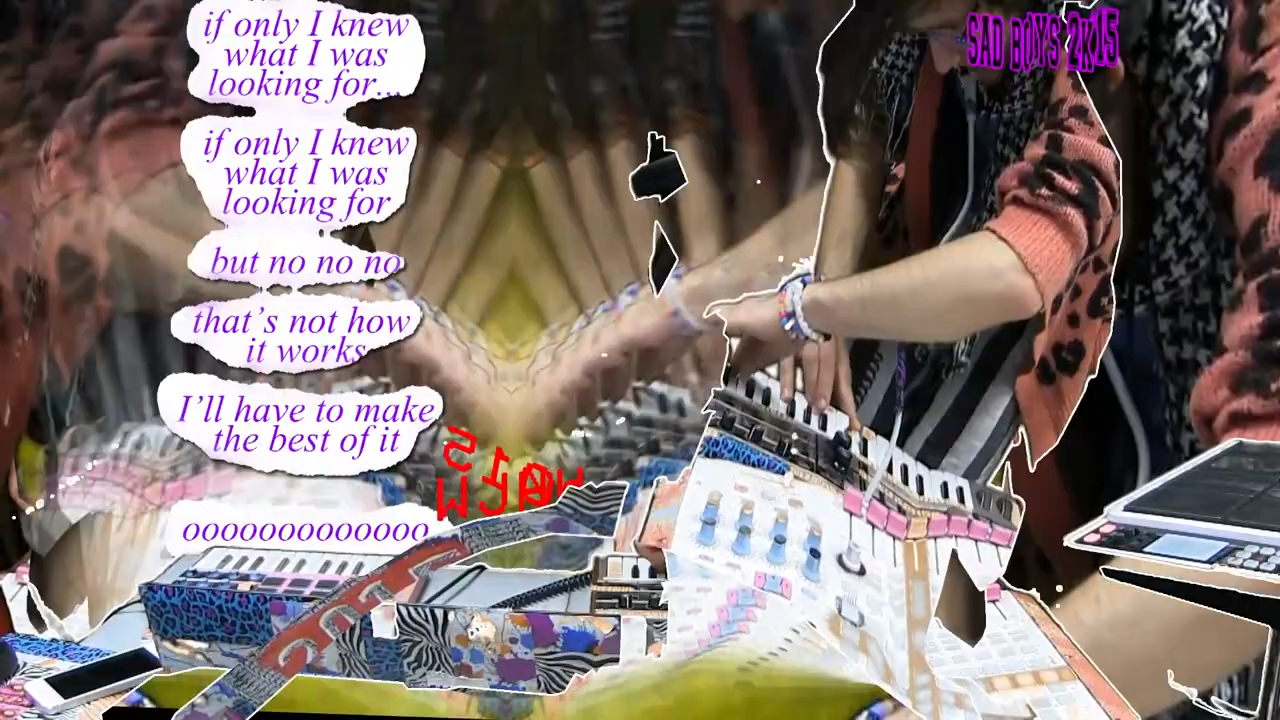 if only I knew
what I was
looking for...
if only I knew
what I was
looking for
but no no no
that's not how
it works
I'll have to make
the best of it
ooooooooooooo
SAD BOYS 2K15